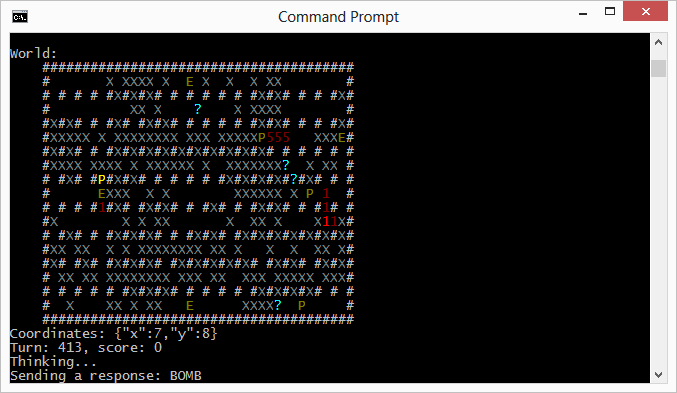 Command Prompt
World:
#######################################
#       X XXXX X  E X  X  X XX        #
# # # # #X#X#X# # # # # # #X#X# # # #X#
#          XX X    ?    X XXXX        #
#X#X# # #X# #X#X# # # # # #X#X# # # #X#
#XXXXX X XXXXXXXX XXX XXXXXP555   XXXE#
#X#X# # #X#X#X#X#X#X#X#X#X#X# # # # # #
#XXXX XXXX X XXXXXX X  XXXXXXX?  X XX #
# #X# #P#X#X# # # # # #X#X#X#X#?#X# # #
#      EXXX  X X        XXXXXX X P 1  #
# # # #1#X# #X# # #X# # #X#X# # #X#1# #
#X        X X XX       X  XX X    X11X#
# #X# # #X# #X#X#X# # #X#X# #X#X#X#X#X#
#XX XX  X X XXXXXXXX XX X   X  X  XX X#
#X# #X# #X#X# #X#X#X#X#X# #X# #X# #X#X#
# XX XX XXXXXXXX XXX XX  XXX XXXXX XXX#
# # # # # #X#X# # # # # # #X#X#X#X# # #
#  X    XX X XX   E      XXXX?  P     #
#######################################
Coordinates: {"x":7,"y":8}
Turn: 413, score: 0
Thinking...
Sending a response: BOMB